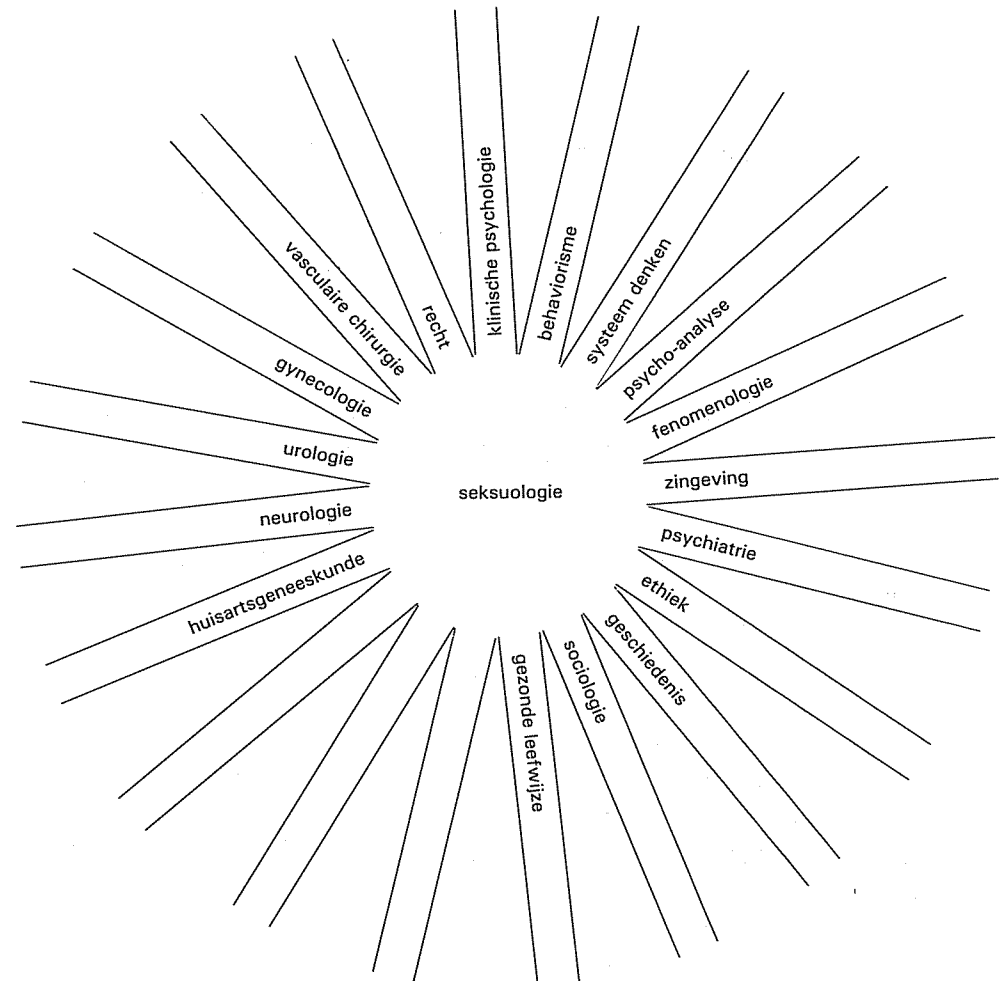 klinische psychologie
behaviorisme
systeem denken
psycho-analyse
fenomenologie
zingeving
psychiatrie
ethiek
geschiedenis
sociologie
gezonde leefwijze
huisartsgeneeskunde
neurologie
urologie
gynecologie
vasculaire chirurgie
recht
seksuologie